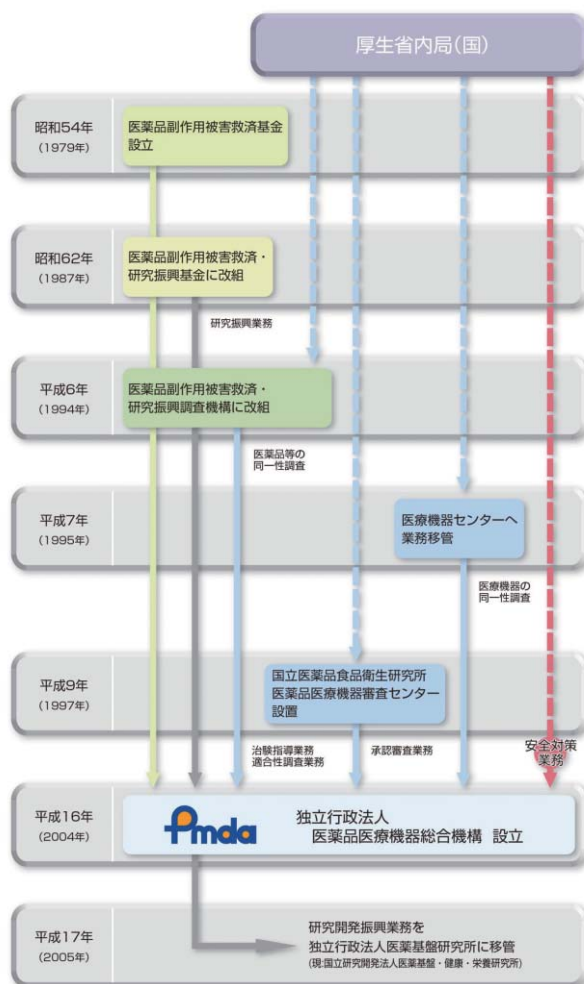 厚生省内局(国)
昭和54年
(1979年)
医薬品副作用被害救済基金
設立
昭和62年
(1987年)
医薬品副作用被害救済・
研究振興基金に改組
研究振興業務
平成6年
(1994年)
医薬品副作用被害救済・
研究振興調査機構に改組
医薬品等の
同一性調査
平成7年
(1995年)
医療機器センターへ
業務移管
医療機器の
同一性調査
平成9年
(1997年)
国立医薬品食品衛生研究所
医薬品医療機器審査センター
設置
治験指導業務
適合性調査業務
承認審査業務
安全対策
業務
平成16年
(2004年)
Pmda
独立行政法人
医薬品医療機器総合機構 設立
平成17年
(2005年)
研究開発振興業務を
独立行政法人医薬基盤研究所に移管
(現:国立研究開発法人医薬基盤・健康・栄養研究所)